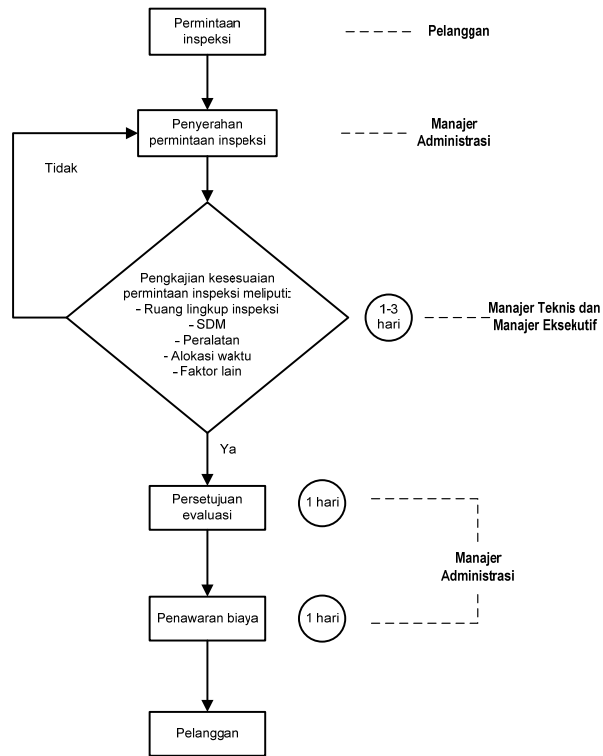 Permintaan
inspeksi
Pelanggan
Penyerahan
permintaan inspeksi
Manajer
Administrasi
Tidak
Pengkajian kesesuaian
permintaan inspeksi meliputi:
- Ruang lingkup inspeksi
- SDM
- Peralatan
- Alokasi waktu
- Faktor lain
1-3
hari
Manajer Teknis dan
Manajer Eksekutif
Ya
Persetujuan
evaluasi
1 hari
Manajer
Administrasi
Penawaran biaya
1 hari
Pelanggan